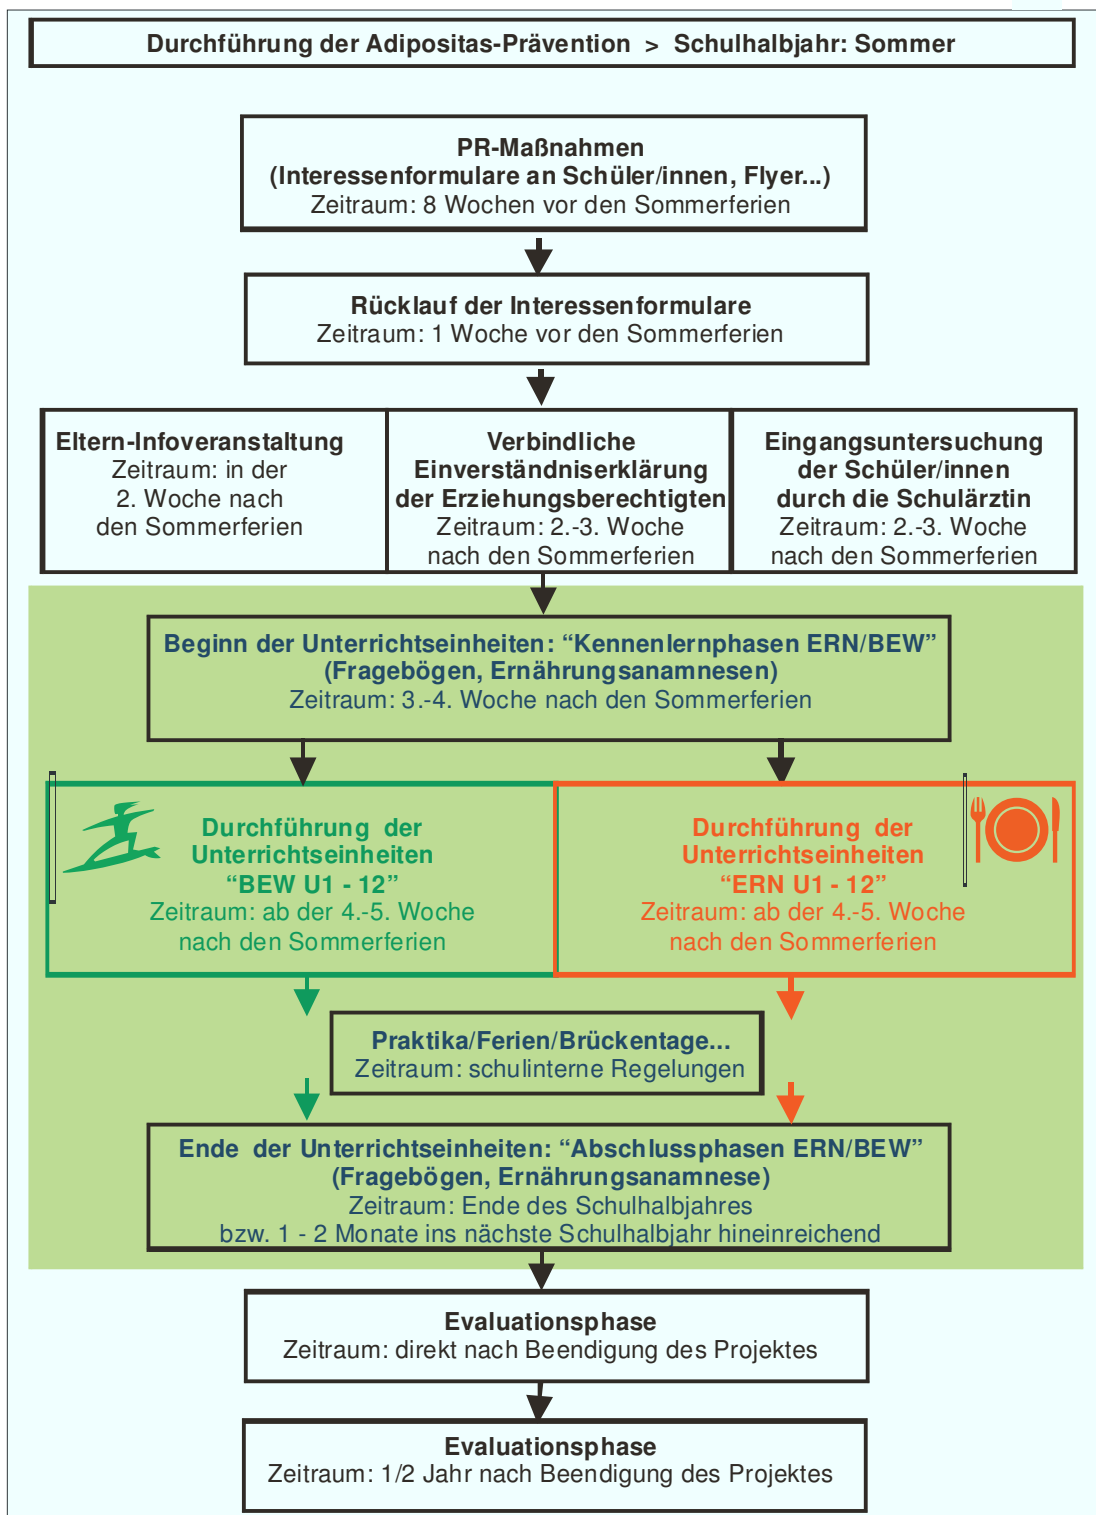 Durchführung der Adipositas-Prävention > Schulhalbjahr: Sommer
PR-Maßnahmen
(Interessenformulare an Schüler/innen, Flyer...)
Zeitraum: 8 Wochen vor den Sommerferien
Rücklauf der Interessenformulare
Zeitraum: 1 Woche vor den Sommerferien
Eltern-Infoveranstaltung
Zeitraum: in der
2. Woche nach
den Sommerferien
Verbindliche
Einverständniserklärung
der Erziehungsberechtigten
Zeitraum: 2.-3. Woche
nach den Sommerferien
Eingangsuntersuchung
der Schüler/innen
durch die Schulärztin
Zeitraum: 2.-3. Woche
nach den Sommerferien
Beginn der Unterrichtseinheiten: “Kennenlernphasen ERN/BEW”
(Fragebögen, Ernährungsanamnesen)
Zeitraum: 3.-4. Woche nach den Sommerferien
Durchführung der
Unterrichtseinheiten
“BEW U1 - 12”
Zeitraum: ab der 4.-5. Woche
nach den Sommerferien
Durchführung der
Unterrichtseinheiten
“ERN U1 - 12”
Zeitraum: ab der 4.-5. Woche
nach den Sommerferien
Praktika/Ferien/Brückentage...
Zeitraum: schulinterne Regelungen
Ende der Unterrichtseinheiten: “Abschlussphasen ERN/BEW”
(Fragebögen, Ernährungsanamnese)
Zeitraum: Ende des Schulhalbjahres
bzw. 1 - 2 Monate ins nächste Schulhalbjahr hineinreichend
Evaluationsphase
Zeitraum: direkt nach Beendigung des Projektes
Evaluationsphase
Zeitraum: 1/2 Jahr nach Beendigung des Projektes